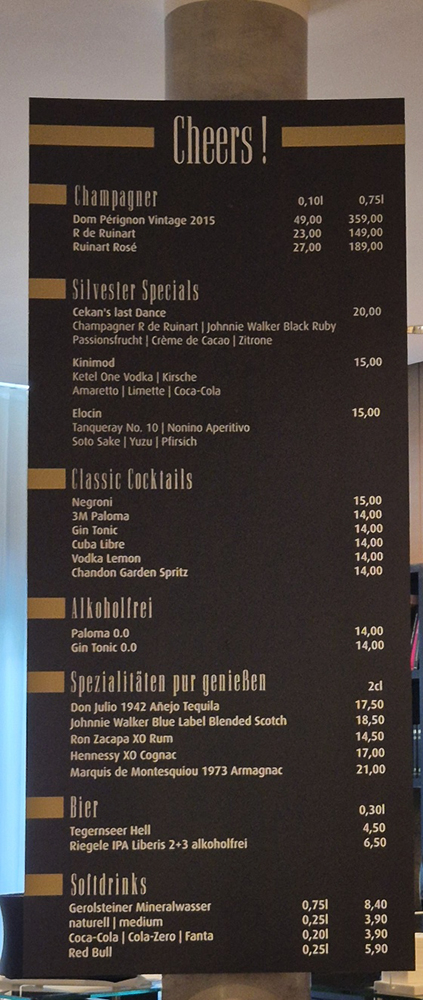 Cheers !
Champagner 0,10l 0,75l
Dom Pérignon Vintage 2015 49,00 359,00
R de Ruinart 23,00 149,00
Ruinart Rosé 27,00 189,00
Silvester Specials
Cekan's last Dance 20,00
Champagner R de Ruinart | Johnnie Walker Black Ruby
Passionsfrucht | Crème de Cacao | Zitrone
Kinimod 15,00
Ketel One Vodka | Kirsche
Amaretto | Limette | Coca-Cola
Elocin 15,00
Tanqueray No. 10 | Nonino Aperitivo
Soto Sake | Yuzu | Pfirsich
Classic Cocktails
Negroni 15,00
3M Paloma 14,00
Gin Tonic 14,00
Cuba Libre 14,00
Vodka Lemon 14,00
Chandon Garden Spritz 14,00
Alkoholfrei
Paloma 0.0 14,00
Gin Tonic 0.0 14,00
Spezialitäten pur genießen 2cl
Don Julio 1942 Añejo Tequila 17,50
Johnnie Walker Blue Label Blended Scotch 18,50
Ron Zacapa XO Rum 14,50
Hennessy XO Cognac 17,00
Marquis de Montesquiou 1973 Armagnac 21,00
Bier 0,30l
Tegernseer Hell 4,50
Riegele IPA Liberis 2+3 alkoholfrei 6,50
Softdrinks
Gerolsteiner Mineralwasser 0,75l 8,40
naturell | medium 0,25l 3,90
Coca-Cola | Cola-Zero | Fanta 0,20l 3,90
Red Bull 0,25l 5,90